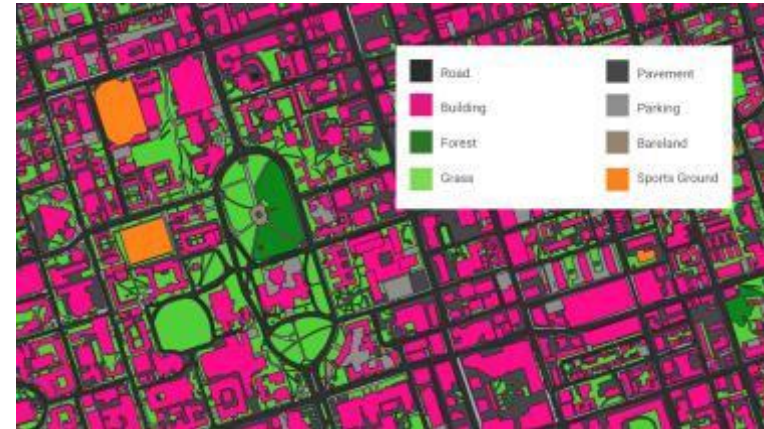 Road
Building
Forest
Grass
Pavement
Parking
Bareland
Sports Ground